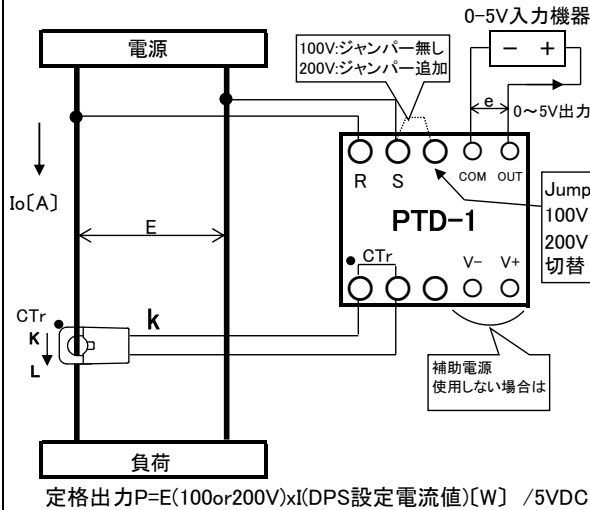 0-5V入力機器
電源
100V:ジャンパー無し
200V:ジャンパー追加
− +
e
0～5V出力
R S COM OUT
Io〔A〕
E
PTD-1
Jump
100V
200V
切替
CTr
V- V+
CTr
K
L
k
補助電源
使用しない場合は
負荷
定格出力P=E(100or200V)xI(DPS設定電流値)〔W〕 /5VDC